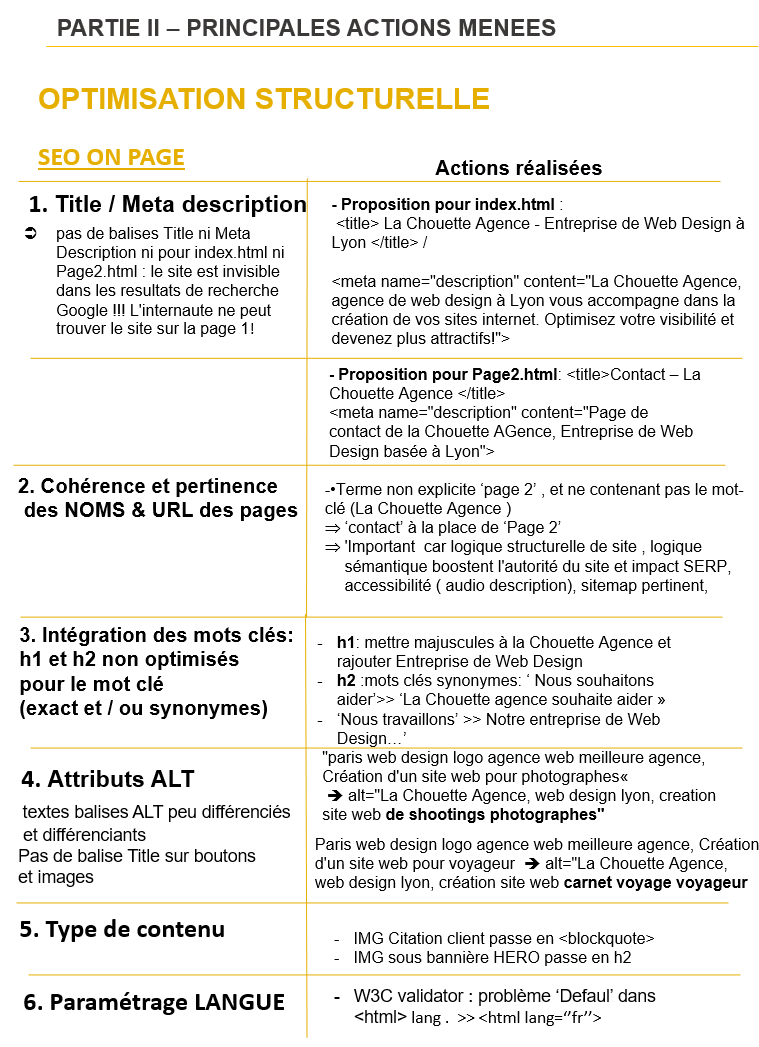 PARTIE II – PRINCIPALES ACTIONS MENEES
OPTIMISATION STRUCTURELLE
SEO ON PAGE
Actions réalisées
1. Title / Meta description
➲ pas de balises Title ni Meta
Description ni pour index.html ni
Page2.html : le site est invisible
dans les resultats de recherche
Google !!! L'internaute ne peut
trouver le site sur la page 1!
- Proposition pour index.html :
<title> La Chouette Agence - Entreprise de Web Design à
Lyon </title> /
<meta name="description" content="La Chouette Agence,
agence de web design à Lyon vous accompagne dans la
création de vos sites internet. Optimisez votre visibilité et
devenez plus attractifs!">
- Proposition pour Page2.html: <title>Contact – La
Chouette Agence </title>
<meta name="description" content="Page de
contact de la Chouette AGence, Entreprise de Web
Design basée à Lyon">
2. Cohérence et pertinence
des NOMS & URL des pages
-•Terme non explicite ‘page 2’ , et ne contenant pas le mot-
clé (La Chouette Agence )
⇒ ‘contact’ à la place de ‘Page 2’
⇒ 'Important car logique structurelle de site , logique
sémantique boostent l'autorité du site et impact SERP,
accessibilité ( audio description), sitemap pertinent,
3. Intégration des mots clés:
h1 et h2 non optimisés
pour le mot clé
(exact et / ou synonymes)
- h1: mettre majuscules à la Chouette Agence et
rajouter Entreprise de Web Design
- h2 :mots clés synonymes: ‘ Nous souhaitons
aider’>> ‘La Chouette agence souhaite aider »
- ‘Nous travaillons’ >> Notre entreprise de Web
Design…’
4. Attributs ALT
textes balises ALT peu différenciés
et différenciants
Pas de balise Title sur boutons
et images
"paris web design logo agence web meilleure agence,
Création d'un site web pour photographes«
➔ alt="La Chouette Agence, web design lyon, creation
site web de shootings photographes"
Paris web design logo agence web meilleure agence, Création
d'un site web pour voyageur ➔ alt="La Chouette Agence,
web design lyon, création site web carnet voyage voyageur
5. Type de contenu
- IMG Citation client passe en <blockquote>
- IMG sous bannière HERO passe en h2
6. Paramétrage LANGUE
- W3C validator : problème ‘Defaul’ dans
<html> lang . >> <html lang=‘’fr’’>